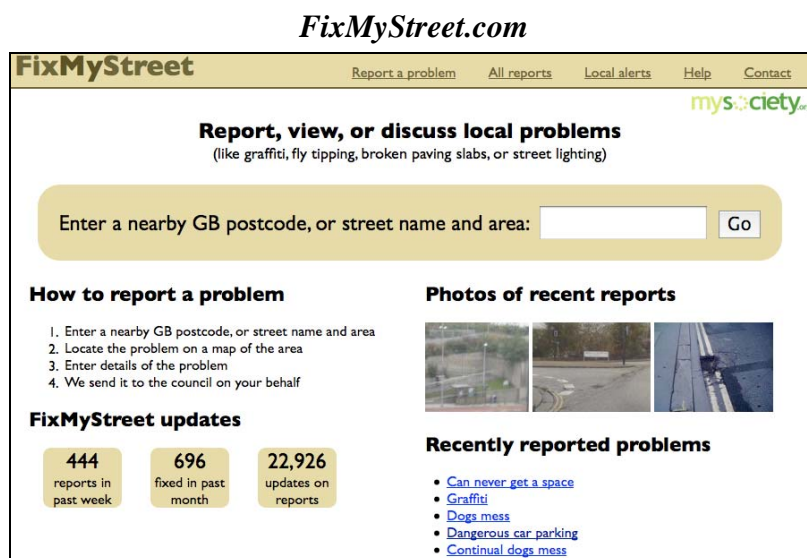 FixMyStreet.com
FixMyStreet
Report a problem All reports Local alerts Help Contact
mysociety.or
Report, view, or discuss local problems
(like graffiti, fly tipping, broken paving slabs, or street lighting)
Enter a nearby GB postcode, or street name and area: Go
How to report a problem
1. Enter a nearby GB postcode, or street name and area
2. Locate the problem on a map of the area
3. Enter details of the problem
4. We send it to the council on your behalf
FixMyStreet updates
444 reports in past week
696 fixed in past month
22,926 updates on reports
Photos of recent reports
Recently reported problems
• Can never get a space
• Graffiti
• Dogs mess
• Dangerous car parking
• Continual dogs mess